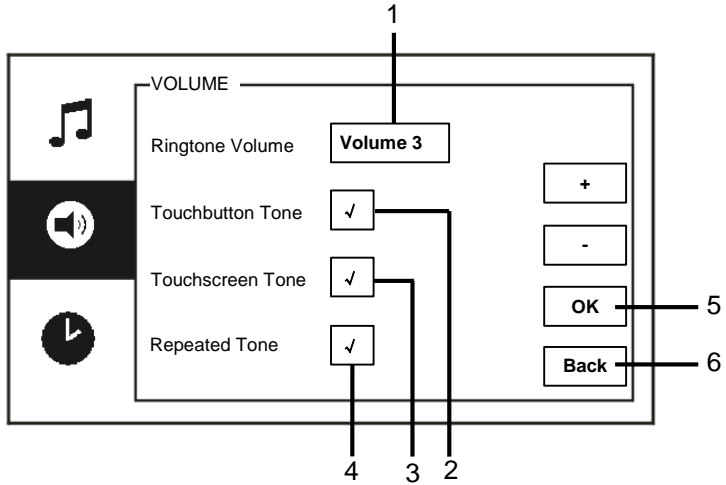 1
VOLUME
Ringtone Volume Volume 3
+
Touchbutton Tone √
-
Touchscreen Tone √
OK 5
Repeated Tone √
Back 6
4 3 2